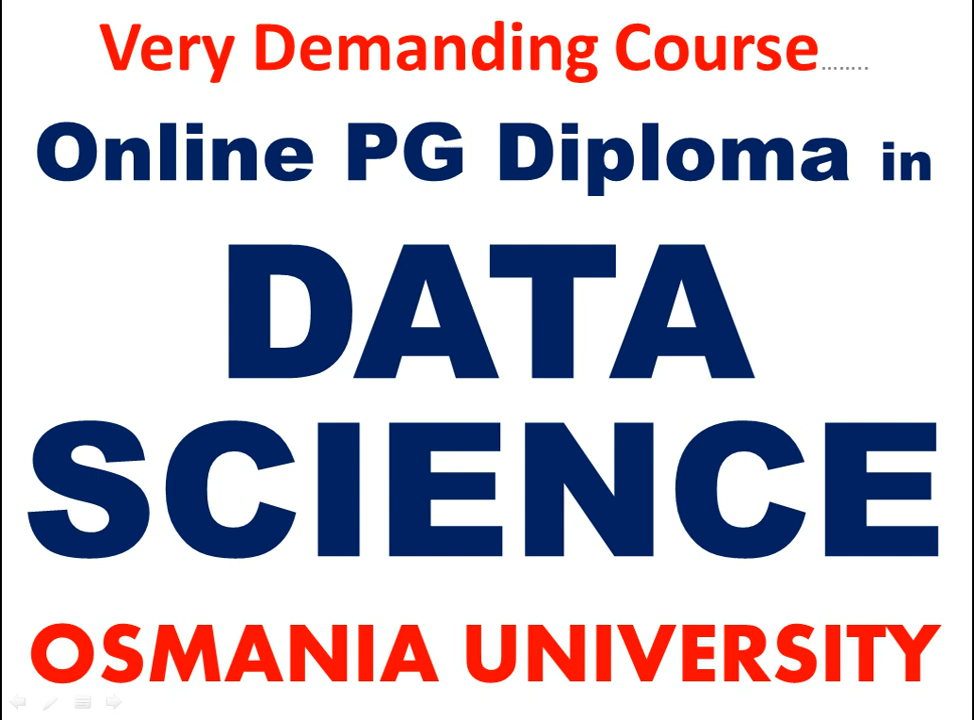 Very Demanding Course........
Online PG Diploma in
DATA
SCIENCE
OSMANIA UNIVERSITY